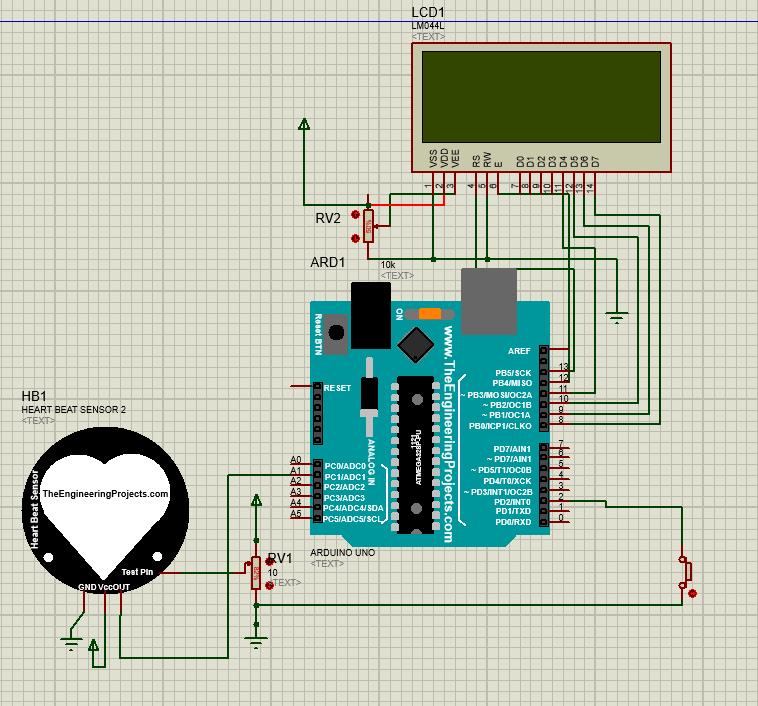 LCD1
LM044L
<TEXT>
VSS
VDD
VEE
RS
RW
E
D0
D1
D2
D3
D4
D5
D6
D7
1
2
3
4
5
6
7
8
9
10
11
12
13
14
RV2
10k
<TEXT>
ARD1
Reset BTN
ON
www.TheEngineeringProjects.com
AREF
PB5/SCK
PB4/MISO
~ PB3/MOSI/OC2A
~ PB2/OC1B
~ PB1/OC1A
PB0/ICP1/CLKO
13
12
11
10
9
8
RESET
ANALOG IN
A0
A1
A2
A3
A4
A5
PC0/ADC0
PC1/ADC1
PC2/ADC2
PC3/ADC3
PC4/ADC4/SDA
PC5/ADC5/SCL
PD7/AIN1
~ PD7/AIN1
~ PD5/T1/OC0B
PD4/T0/XCK
~ PD3/INT1/OC2B
PD2/INT0
PD1/TXD
PD0/RXD
7
6
5
4
3
2
1
0
ARDUINO UNO
<TEXT>
HB1
HEART BEAT SENSOR 2
<TEXT>
Heart Beat Sensor
TheEngineeringProjects.com
Test Pin
GND Vcc OUT
RV1
10
<TEXT>